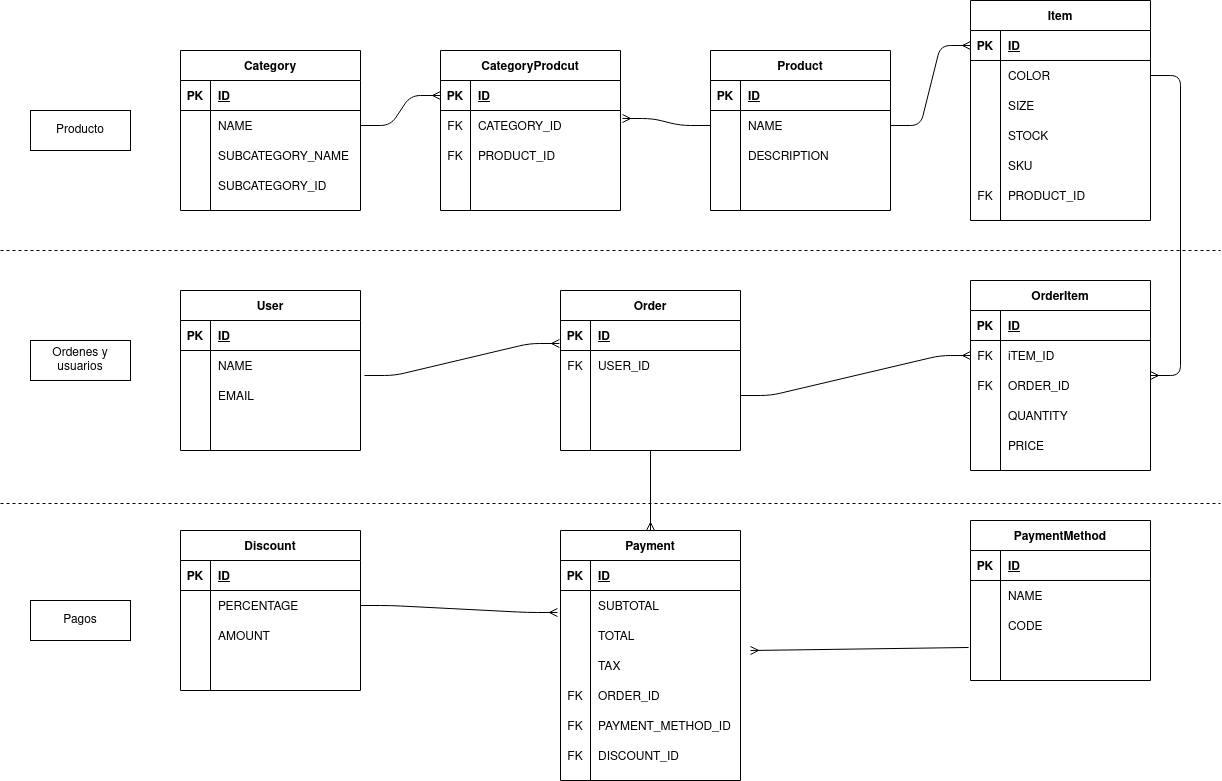 Item
PK ID
COLOR
SIZE
STOCK
SKU
FK PRODUCT_ID
Category
PK ID
NAME
SUBCATEGORY_NAME
SUBCATEGORY_ID
CategoryProdcut
PK ID
FK CATEGORY_ID
FK PRODUCT_ID
Product
PK ID
NAME
DESCRIPTION
Producto
User
PK ID
NAME
EMAIL
Order
PK ID
FK USER_ID
OrderItem
PK ID
FK iTEM_ID
FK ORDER_ID
QUANTITY
PRICE
Ordenes y
usuarios
Discount
PK ID
PERCENTAGE
AMOUNT
Payment
PK ID
SUBTOTAL
TOTAL
TAX
FK ORDER_ID
FK PAYMENT_METHOD_ID
FK DISCOUNT_ID
PaymentMethod
PK ID
NAME
CODE
Pagos